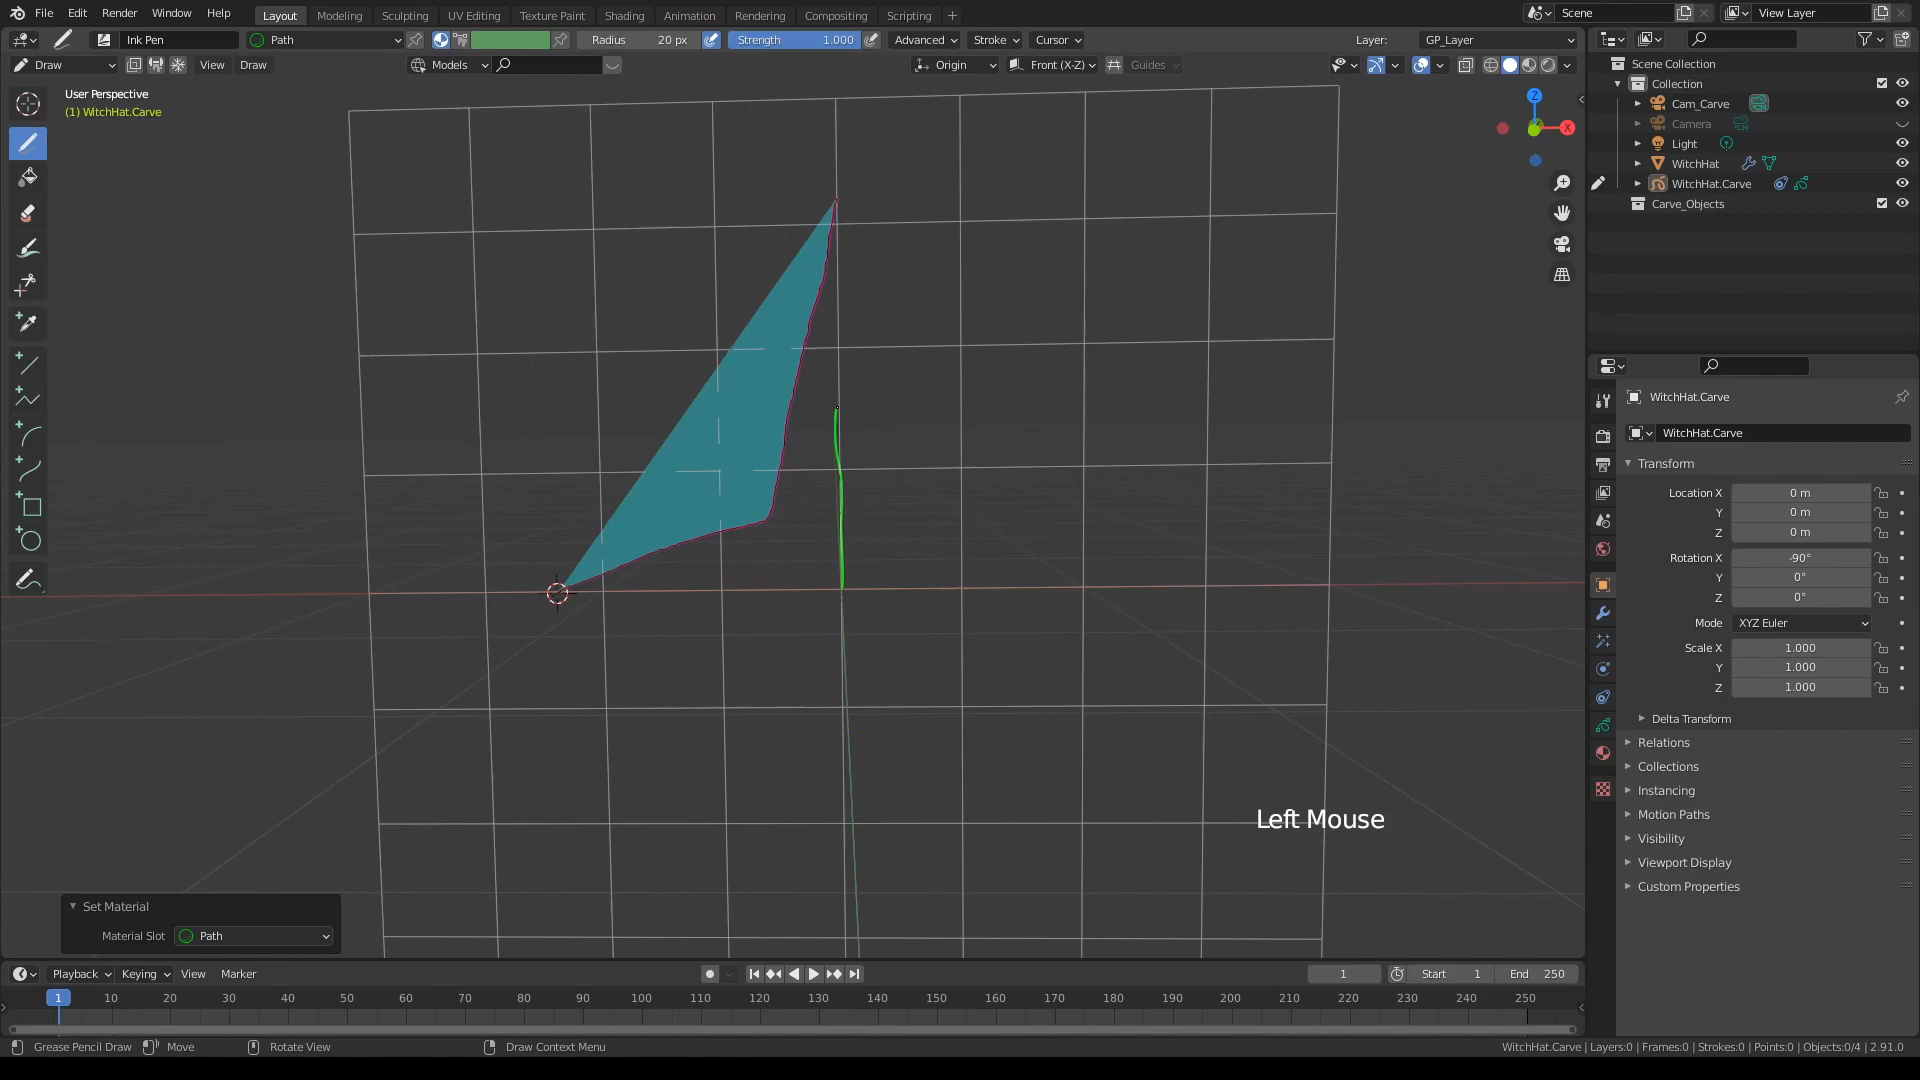 File Edit Render Window Help Layout Modeling Sculpting UV Editing Texture Paint Shading Animation Rendering Compositing Scripting + Scene View Layer
Ink Pen Path Radius 20 px Strength 1.000 Advanced Stroke Cursor Layer: GP_Layer
Draw View Draw Models Origin Front (X-Z) Guides
User Perspective
(1) WitchHat.Carve
Z
X
Scene Collection
Collection
Cam_Carve
Camera
Light
WitchHat
WitchHat.Carve
Carve_Objects
WitchHat.Carve
WitchHat.Carve
Transform
Location X 0 m
Y 0 m
Z 0 m
Rotation X -90°
Y 0°
Z 0°
Mode XYZ Euler
Scale X 1.000
Y 1.000
Z 1.000
Delta Transform
Relations
Collections
Instancing
Motion Paths
Visibility
Viewport Display
Custom Properties
Left Mouse
Set Material
Material Slot Path
Playback Keying View Marker 1 Start 1 End 250
1 10 20 30 40 50 60 70 80 90 100 110 120 130 140 150 160 170 180 190 200 210 220 230 240 250
Grease Pencil Draw Move Rotate View Draw Context Menu WitchHat.Carve | Layers:0 | Frames:0 | Strokes:0 | Points:0 | Objects:0/4 | 2.91.0